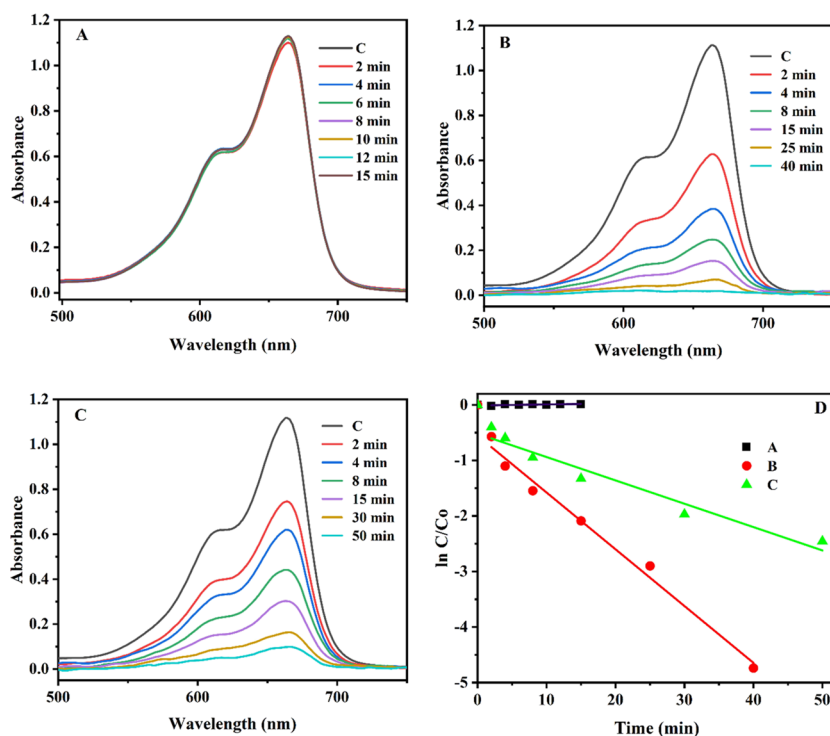 A
C
2 min
4 min
6 min
8 min
10 min
12 min
15 min
1.2
1.0
0.8
0.6
0.4
0.2
0.0
Absorbance
500
600
700
Wavelength (nm)
B
C
2 min
4 min
8 min
15 min
25 min
40 min
1.2
1.0
0.8
0.6
0.4
0.2
0.0
Absorbance
500
600
700
Wavelength (nm)
C
C
2 min
4 min
8 min
15 min
30 min
50 min
1.2
1.0
0.8
0.6
0.4
0.2
0.0
Absorbance
500
600
700
Wavelength (nm)
D
A
B
C
0
-1
-2
-3
-4
-5
ln C/Co
0
10
20
30
40
50
Time (min)